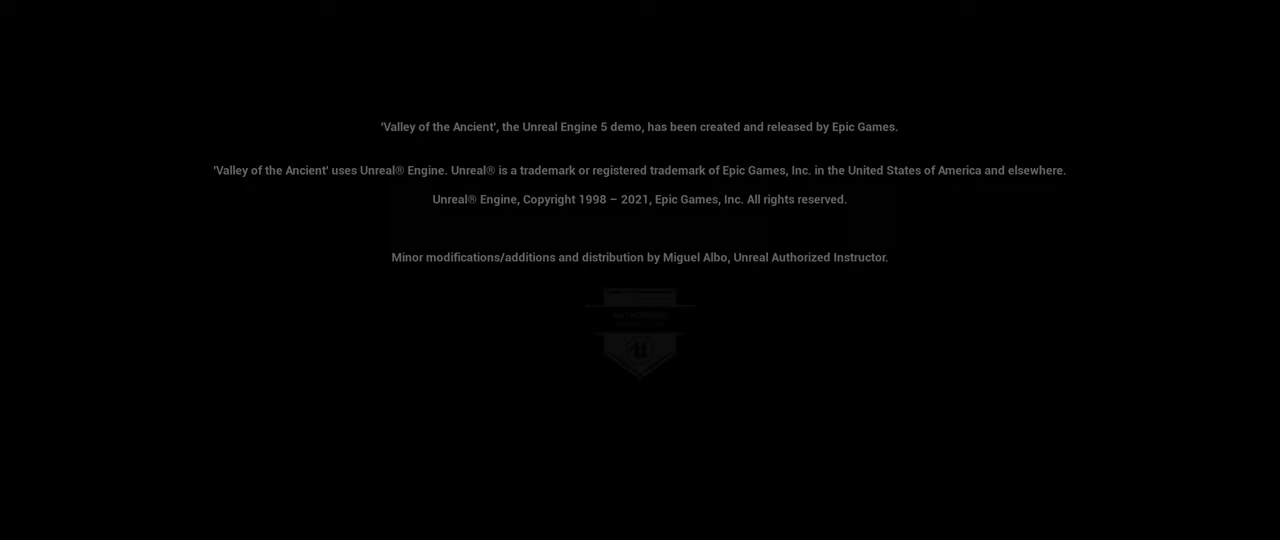 'Valley of the Ancient', the Unreal Engine 5 demo, has been created and released by Epic Games.
'Valley of the Ancient' uses Unreal® Engine. Unreal® is a trademark or registered trademark of Epic Games, Inc. in the United States of America and elsewhere.
Unreal® Engine, Copyright 1998 – 2021, Epic Games, Inc. All rights reserved.
Minor modifications/additions and distribution by Miguel Albo, Unreal Authorized Instructor.